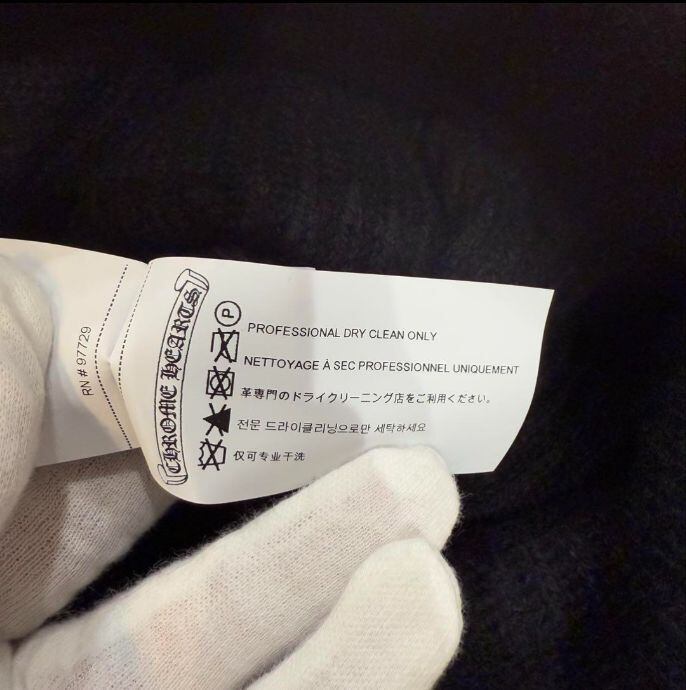 RN # 97729
CHROME HEARTS
P
PROFESSIONAL DRY CLEAN ONLY
NETTOYAGE À SEC PROFESSIONNEL UNIQUEMENT
革専門のドライクリーニング店をご利用ください。
전문 드라이클리닝으로만 세탁하세요
仅可专业干洗